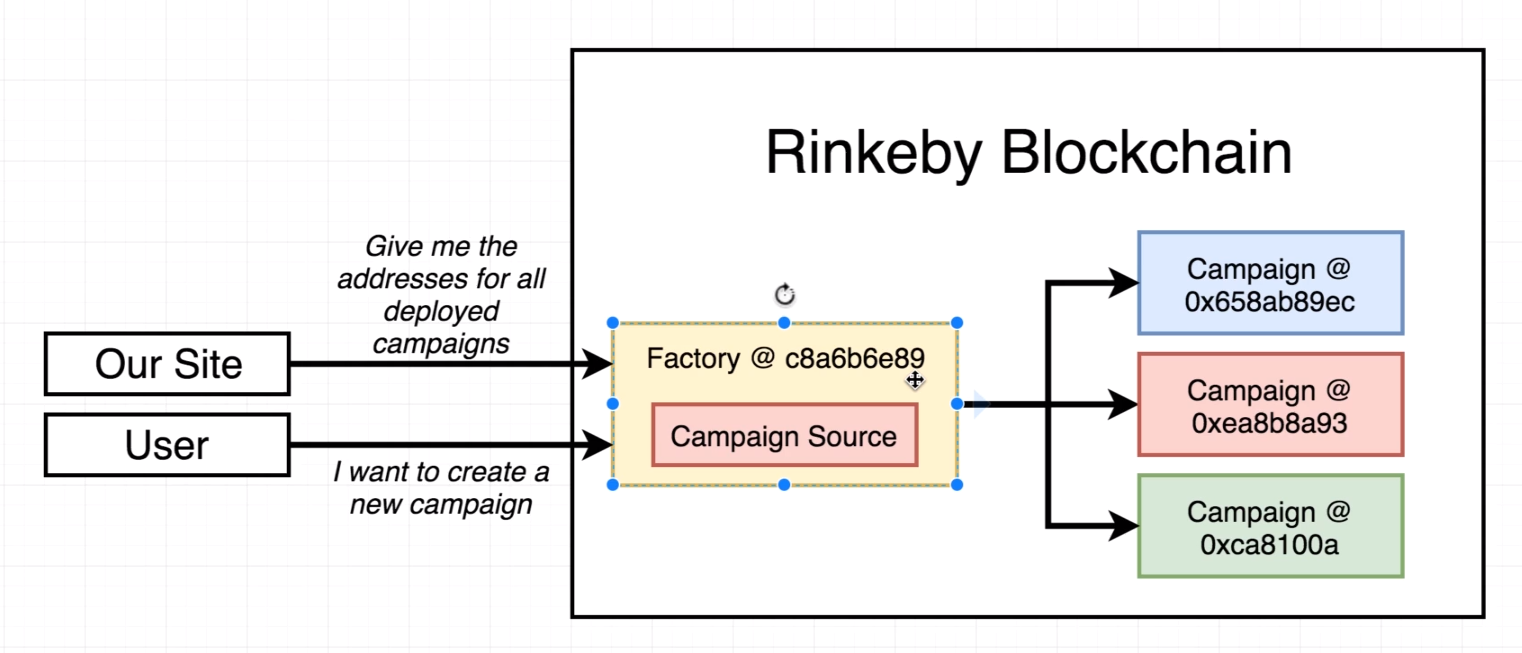 Rinkeby Blockchain
Give me the
addresses for all
deployed
campaigns
Our Site
User
I want to create a
new campaign
Factory @ c8a6b6e89
Campaign Source
Campaign @
0x658ab89ec
Campaign @
0xea8b8a93
Campaign @
0xca8100a